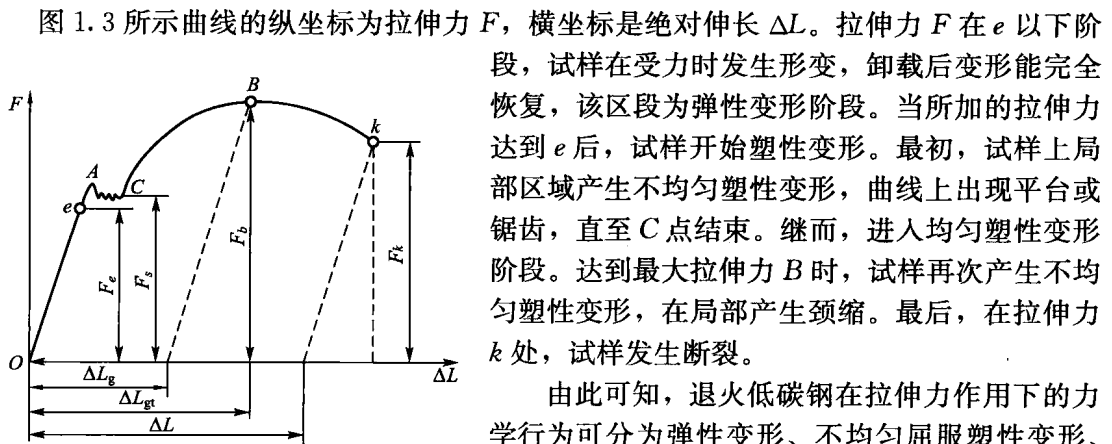 图 1.3 所示曲线的纵坐标为拉伸力 F，横坐标是绝对伸长 ΔL。拉伸力 F 在 e 以下阶
段，试样在受力时发生形变，卸载后变形能完全
恢复，该区段为弹性变形阶段。当所加的拉伸力
达到 e 后，试样开始塑性变形。最初，试样上局
部区域产生不均匀塑性变形，曲线上出现平台或
锯齿，直至 C 点结束。继而，进入均匀塑性变形
阶段。达到最大拉伸力 B 时，试样再次产生不均
匀塑性变形，在局部产生颈缩。最后，在拉伸力
k 处，试样发生断裂。
由此可知，退火低碳钢在拉伸力作用下的力
学行为可分为弹性变形、不均匀屈服塑性变形、
F
B
k
A
C
e
F_e
F_s
F_b
F_k
O
ΔL
ΔL_g
ΔL_gt
ΔL